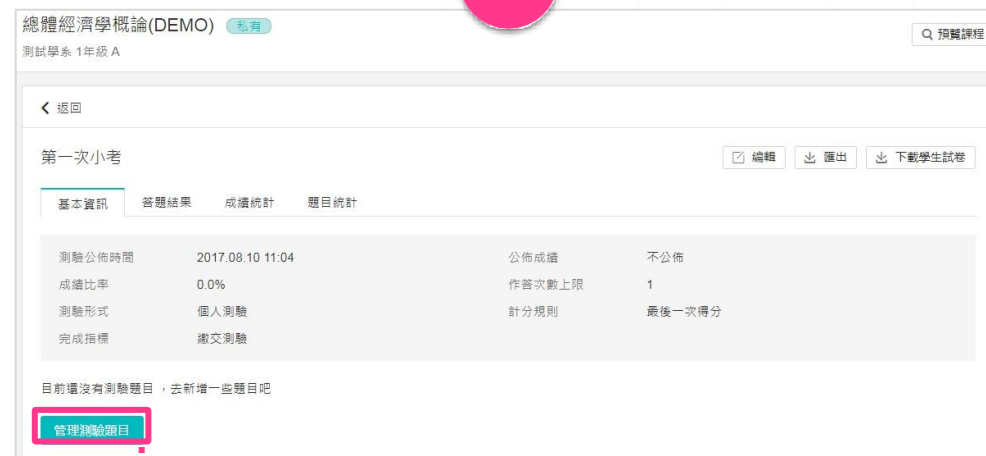 總體經濟學概論(DEMO) 私有
測試學系 1年級 A
預覽課程
返回
第一次小考
編輯 匯出 下載學生試卷
基本資訊 答題結果 成績統計 題目統計
測驗公佈時間 2017.08.10 11:04 公佈成績 不公佈
成績比率 0.0% 作答次數上限 1
測驗形式 個人測驗 計分規則 最後一次得分
完成指標 繳交測驗
目前還沒有測驗題目，去新增一些題目吧
管理測驗題目